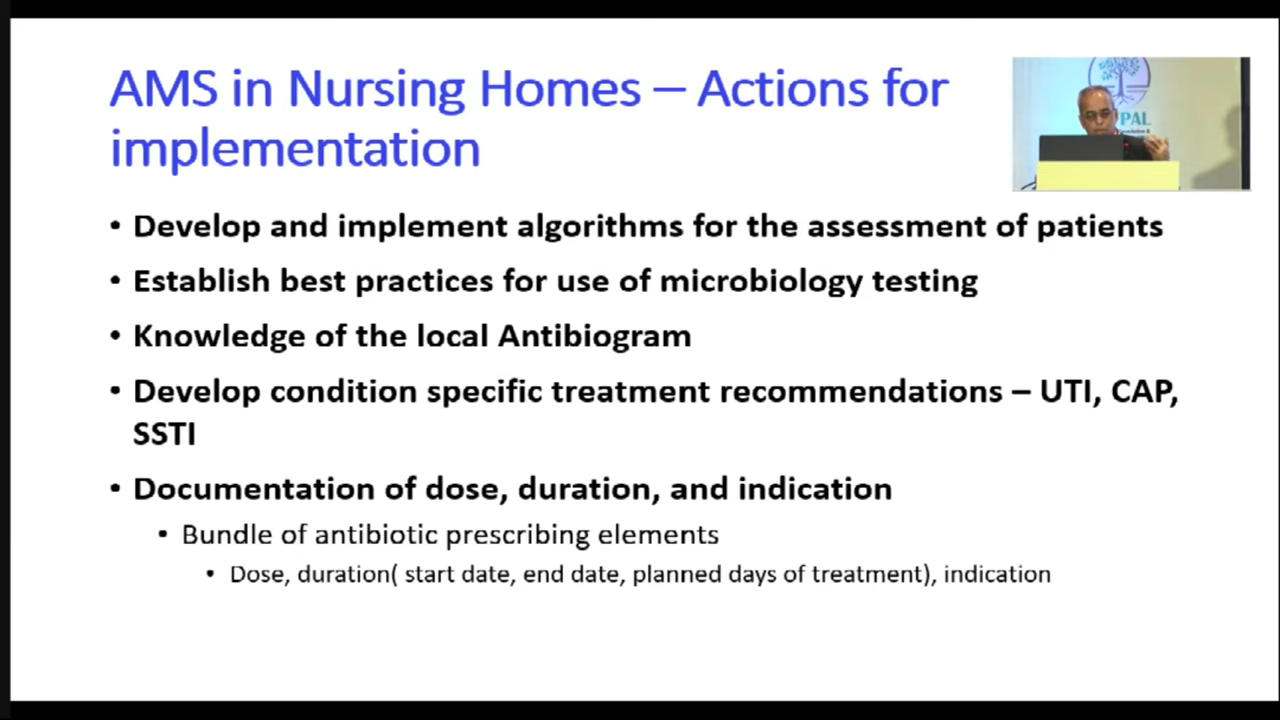 AMS in Nursing Homes – Actions for
implementation
PAL
• Develop and implement algorithms for the assessment of patients
• Establish best practices for use of microbiology testing
• Knowledge of the local Antibiogram
• Develop condition specific treatment recommendations – UTI, CAP,
SSTI
• Documentation of dose, duration, and indication
• Bundle of antibiotic prescribing elements
• Dose, duration( start date, end date, planned days of treatment), indication